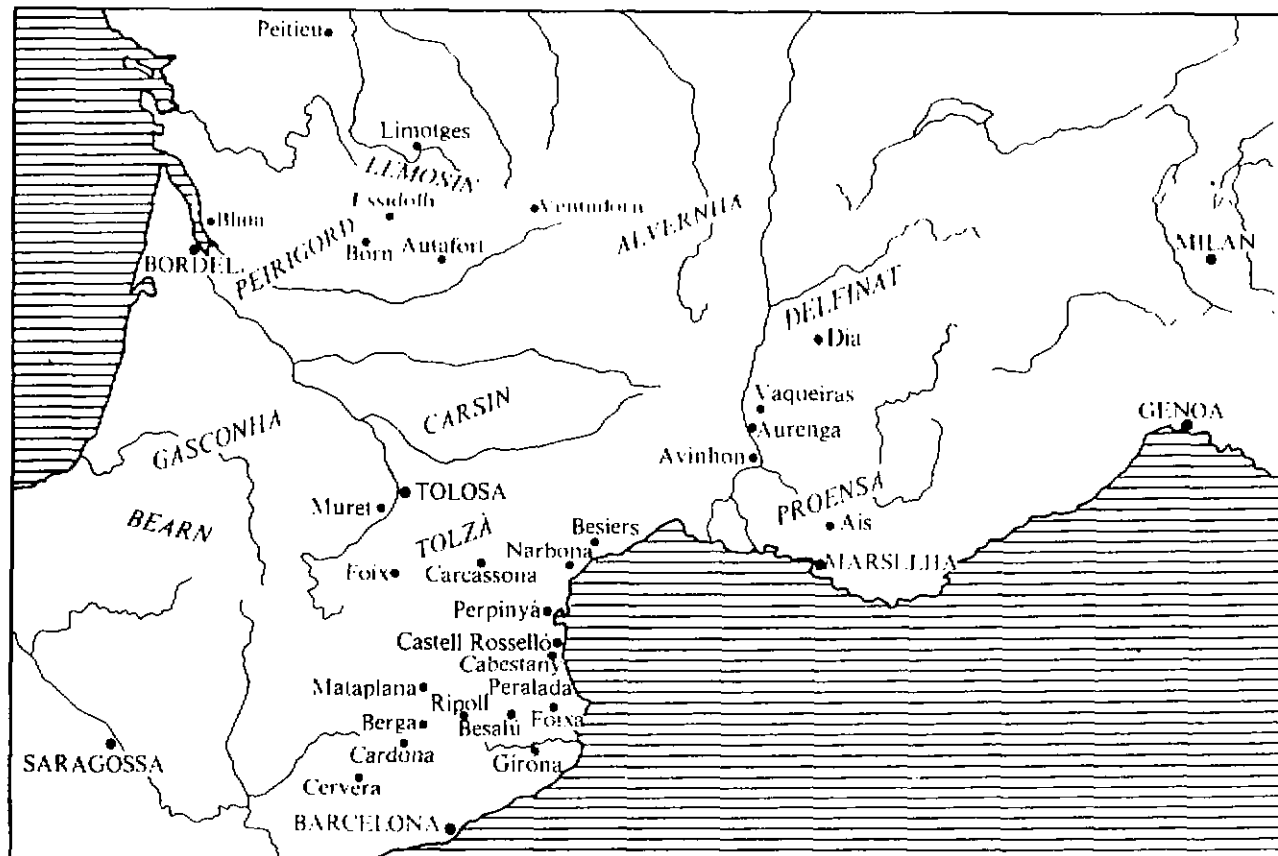 Peitieu
Limotges
LEMOSIN
Essidolh
Blaia
Ventadorn
ALVERNHA
PEIRIGORD
Born Autafort
BORDEL
MILAN
DELFINAT
Dia
CARSIN
Vaqueiras
GENOA
GASCONHA
Aurenga
Avinhon
TOLOSA
PROENSA
Muret
BEARN
Ais
TOLZÀ
Besiers
Narbona
Foix
Carcassona
MARSELHA
Perpinyà
Castell Rosselló
Cabestany
Mataplana
Peralada
Ripoll
Berga
Besalú
Foixa
SARAGOSSA
Cardona
Girona
Cervera
BARCELONA